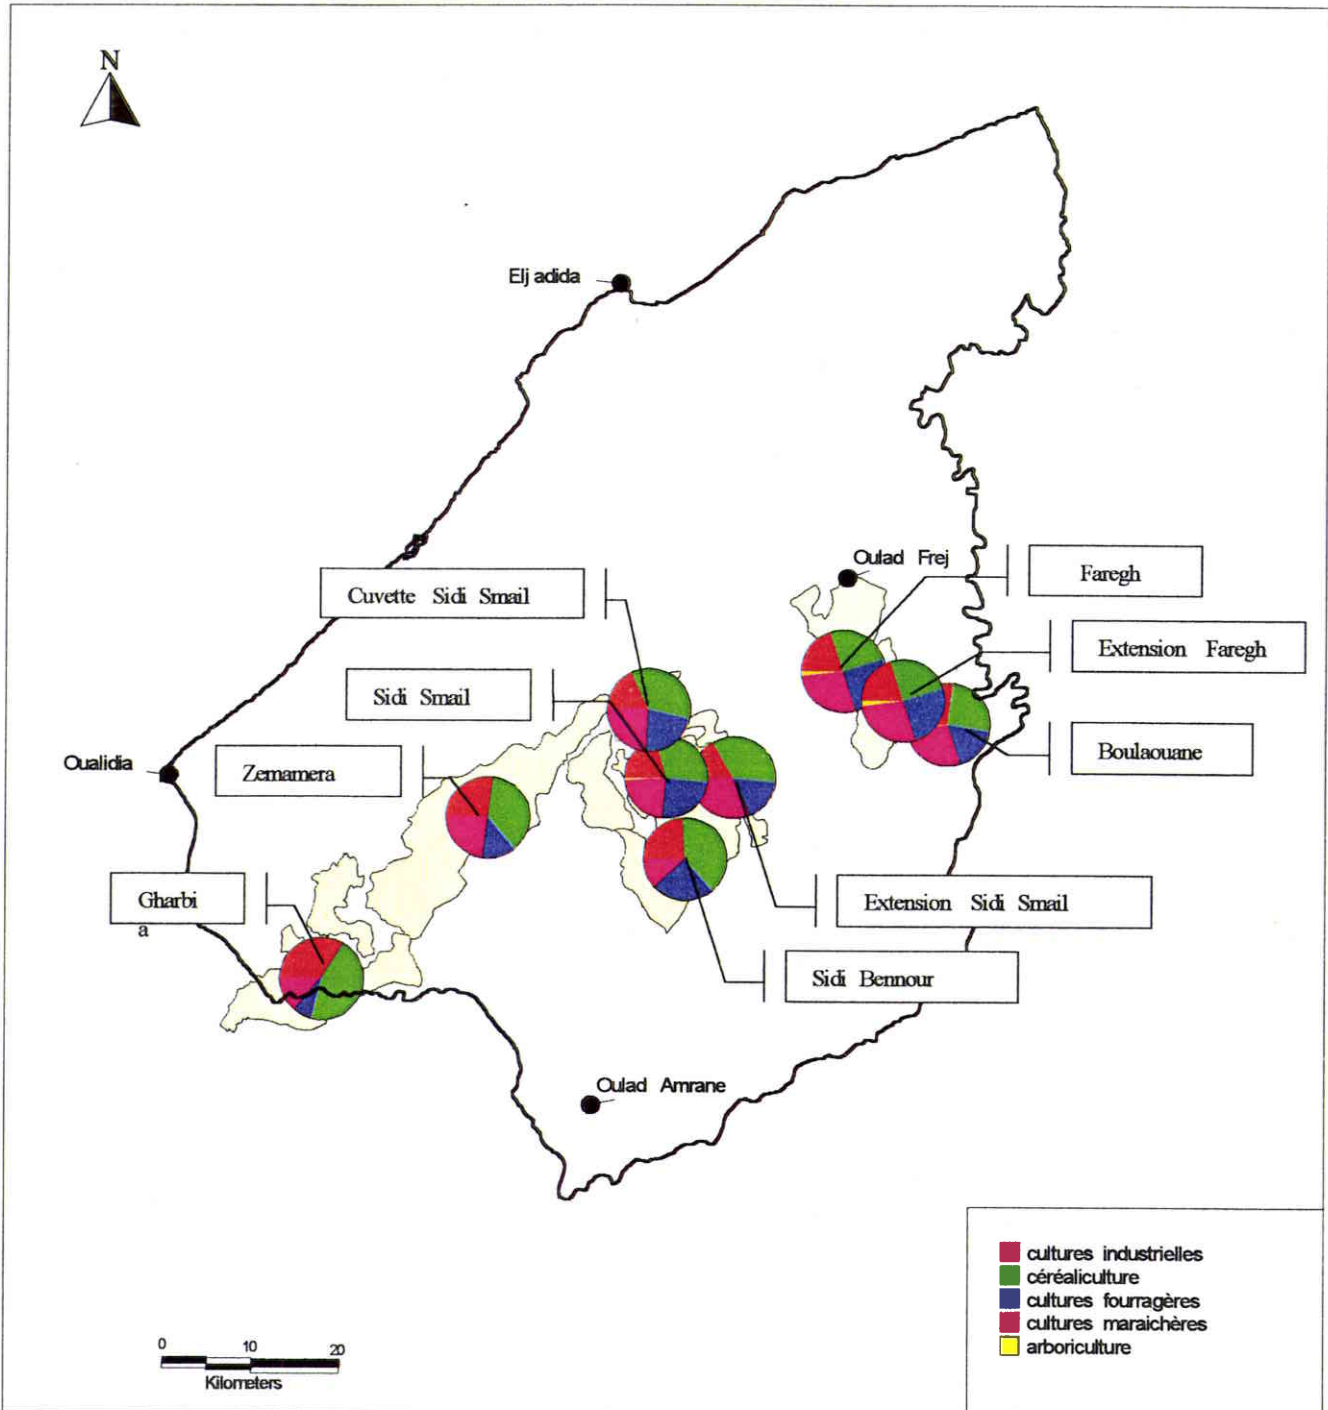 N
Elj adida
Oulad Frej
Faregh
Cuvette Sidi Smail
Extension Faregh
Sidi Smail
Boulaouane
Oualidia
Zemamera
Gharbi
a
Extension Sidi Smail
Sidi Bennour
Oulad Amrane
cultures industrielles
céréaliculture
cultures fourragères
cultures maraichères
arboriculture
0 10 20
Kilometers